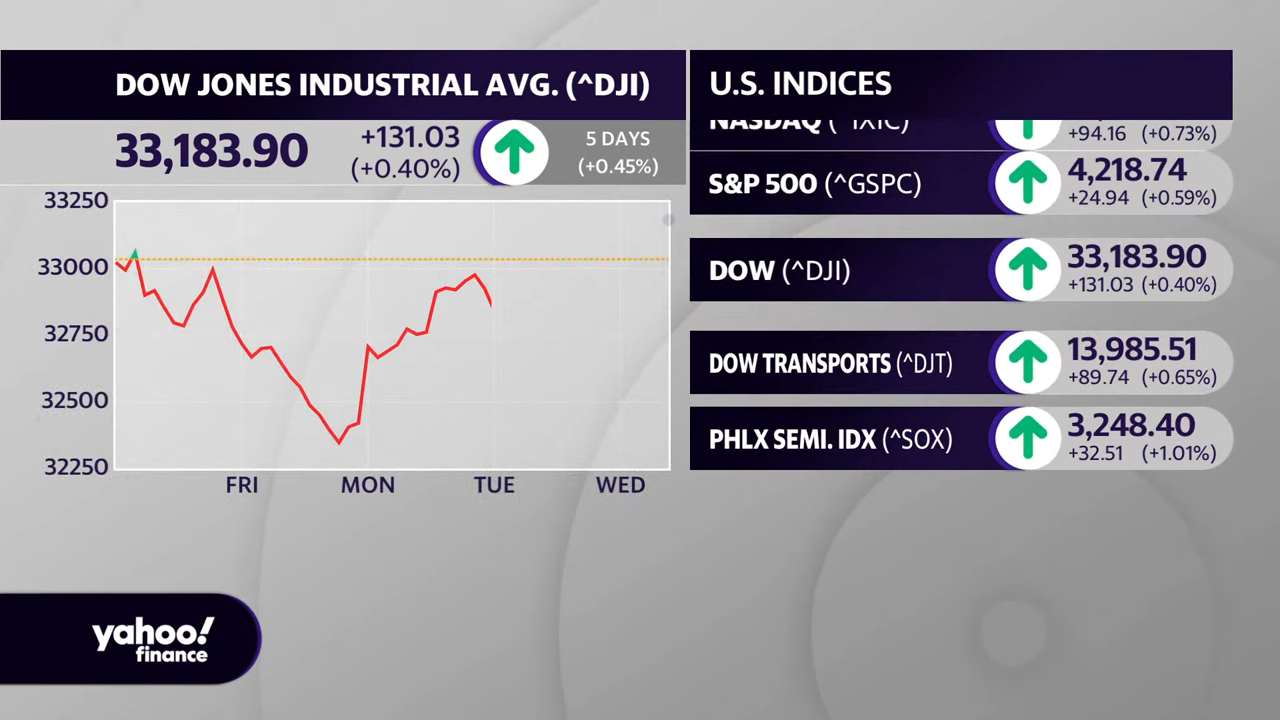 DOW JONES INDUSTRIAL AVG. (^DJI)
33,183.90
+131.03
(+0.40%)
5 DAYS
(+0.45%)
33250
33000
32750
32500
32250
FRI MON TUE WED
U.S. INDICES
NASDAQ (^IXIC)
+94.16 (+0.73%)
S&P 500 (^GSPC)
4,218.74
+24.94 (+0.59%)
DOW (^DJI)
33,183.90
+131.03 (+0.40%)
DOW TRANSPORTS (^DJT)
13,985.51
+89.74 (+0.65%)
PHLX SEMI. IDX (^SOX)
3,248.40
+32.51 (+1.01%)
yahoo!
finance